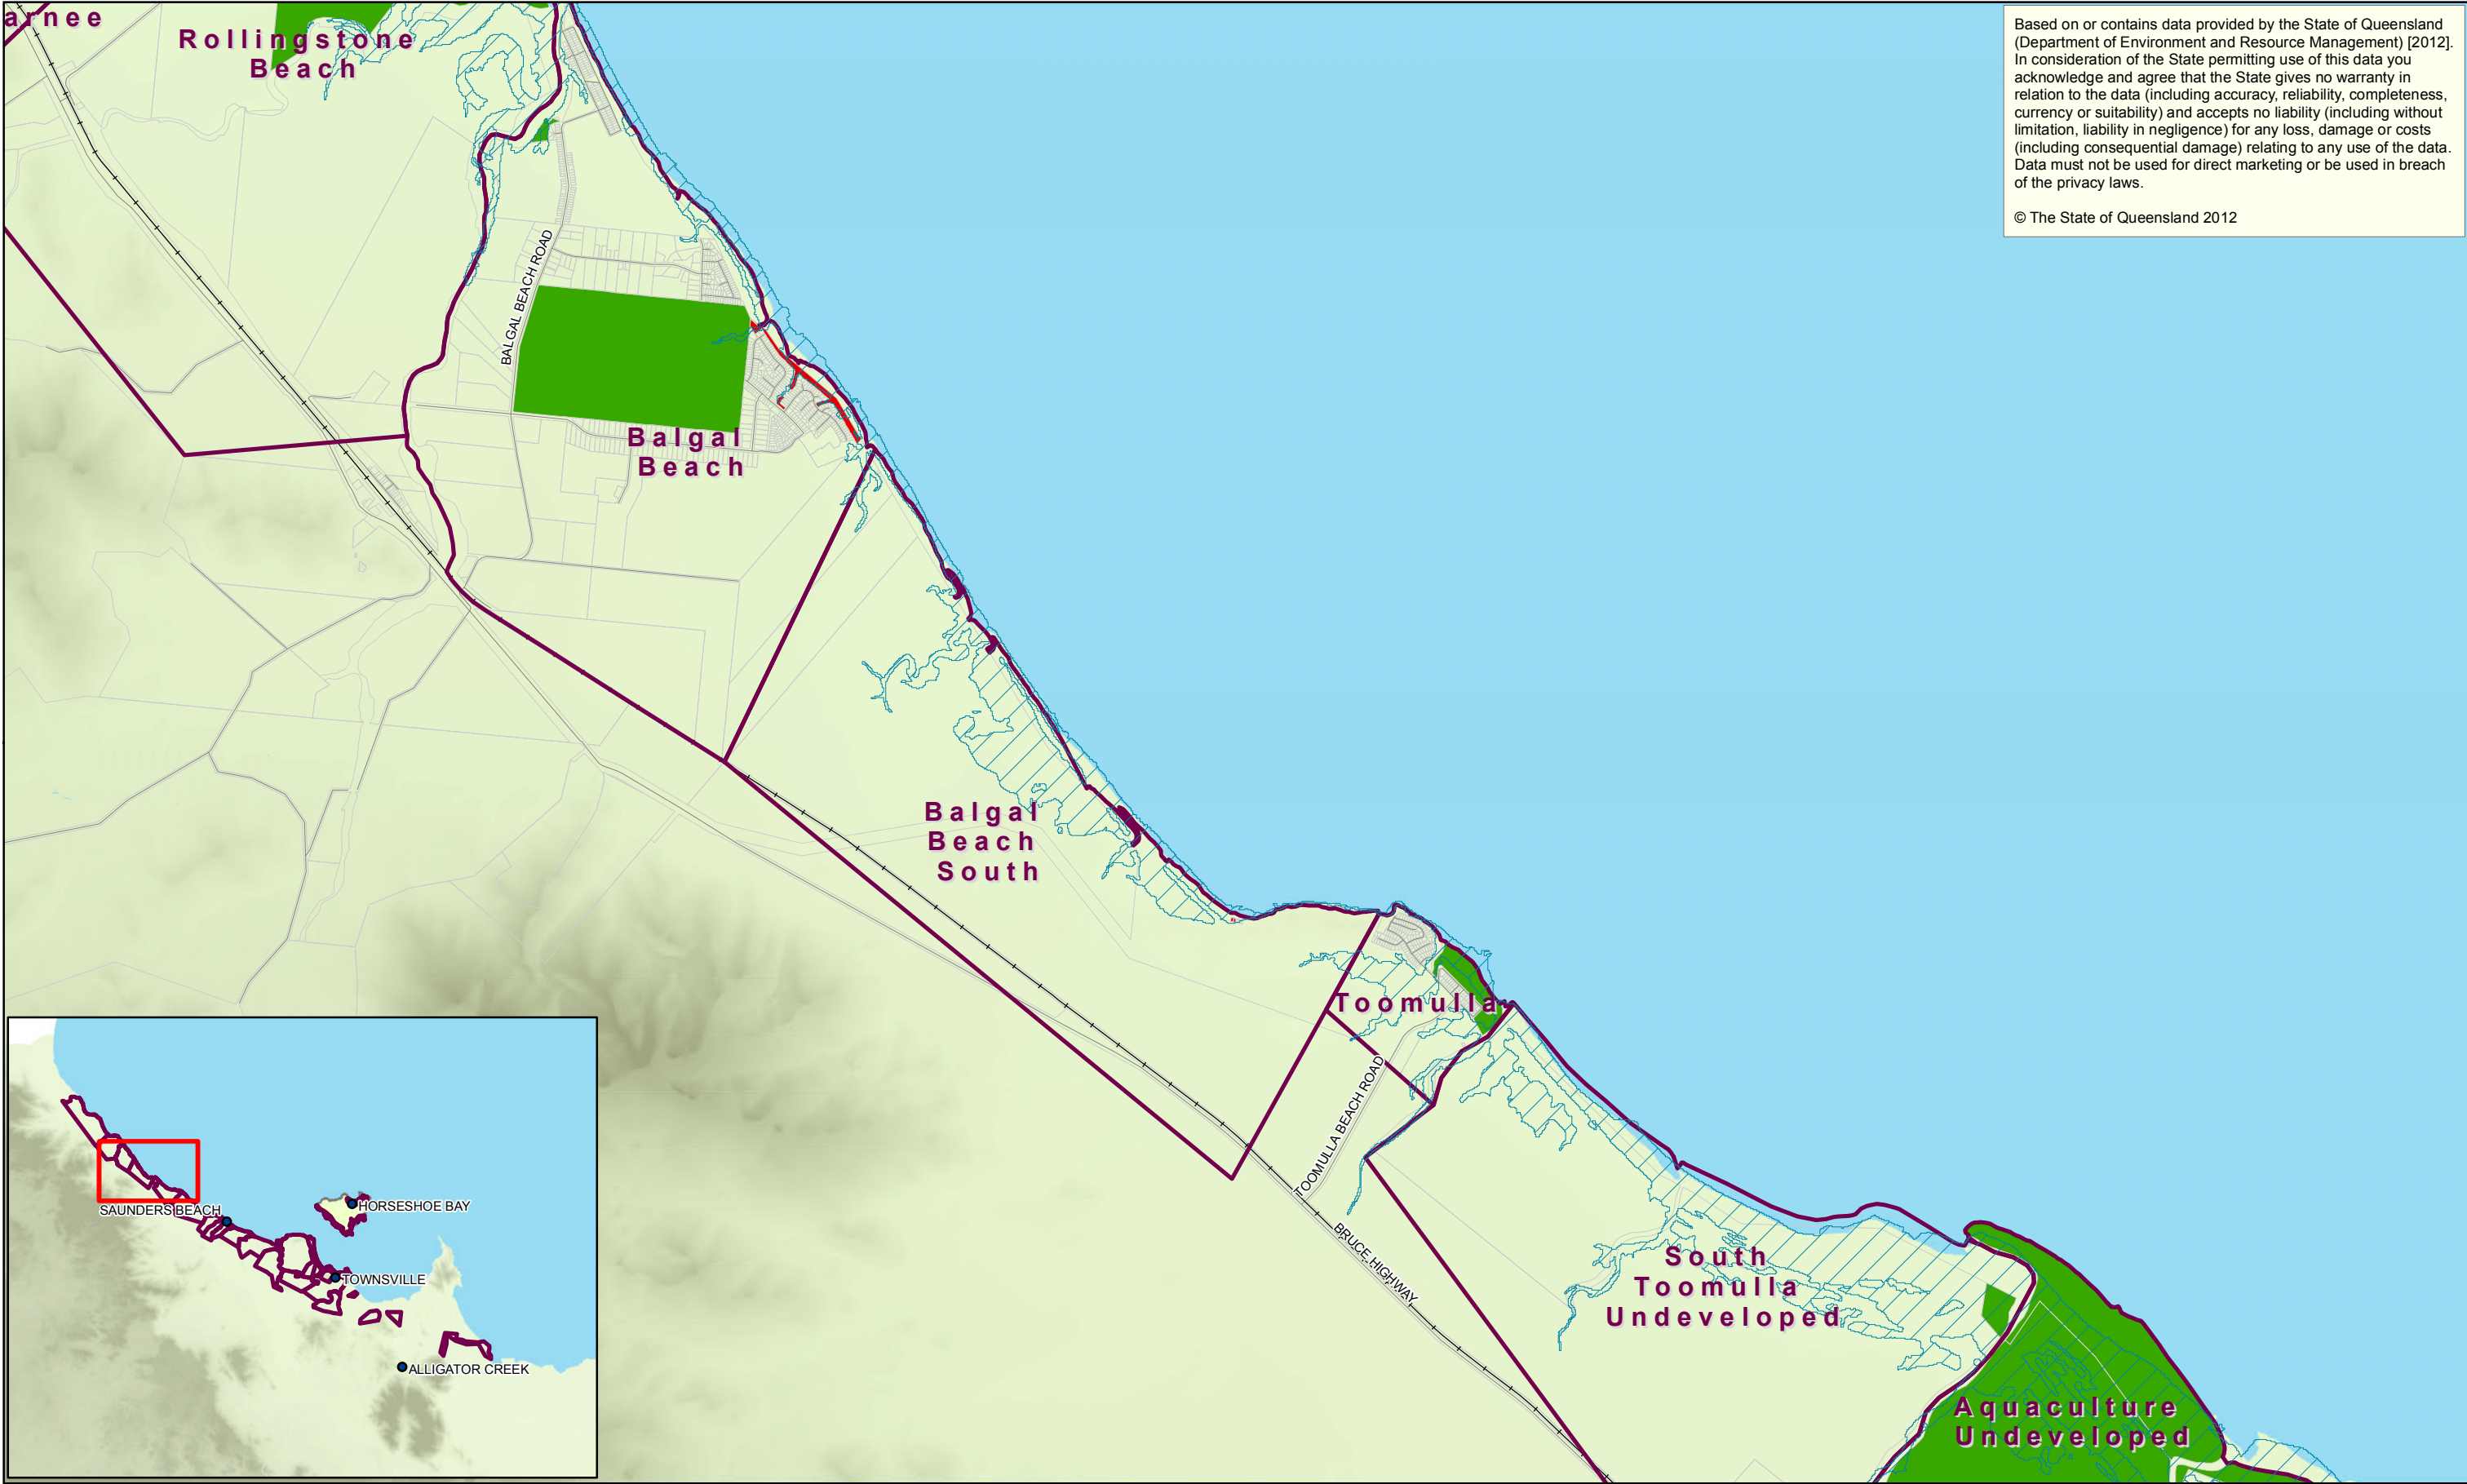 arnee
Rollingstone
Beach
Based on or contains data provided by the State of Queensland
(Department of Environment and Resource Management) [2012].
In consideration of the State permitting use of this data you
acknowledge and agree that the State gives no warranty in
relation to the data (including accuracy, reliability, completeness,
currency or suitability) and accepts no liability (including without
limitation, liability in negligence) for any loss, damage or costs
(including consequential damage) relating to any use of the data.
Data must not be used for direct marketing or be used in breach
of the privacy laws.
© The State of Queensland 2012
BALGAL BEACH ROAD
Balgal
Beach
Balgal
Beach
South
Toomulla
TOOMULLA BEACH ROAD
BRUCE HIGHWAY
South
Toomulla
Undeveloped
Aquaculture
Undeveloped
SAUNDERS BEACH
HORSESHOE BAY
TOWNSVILLE
ALLIGATOR CREEK